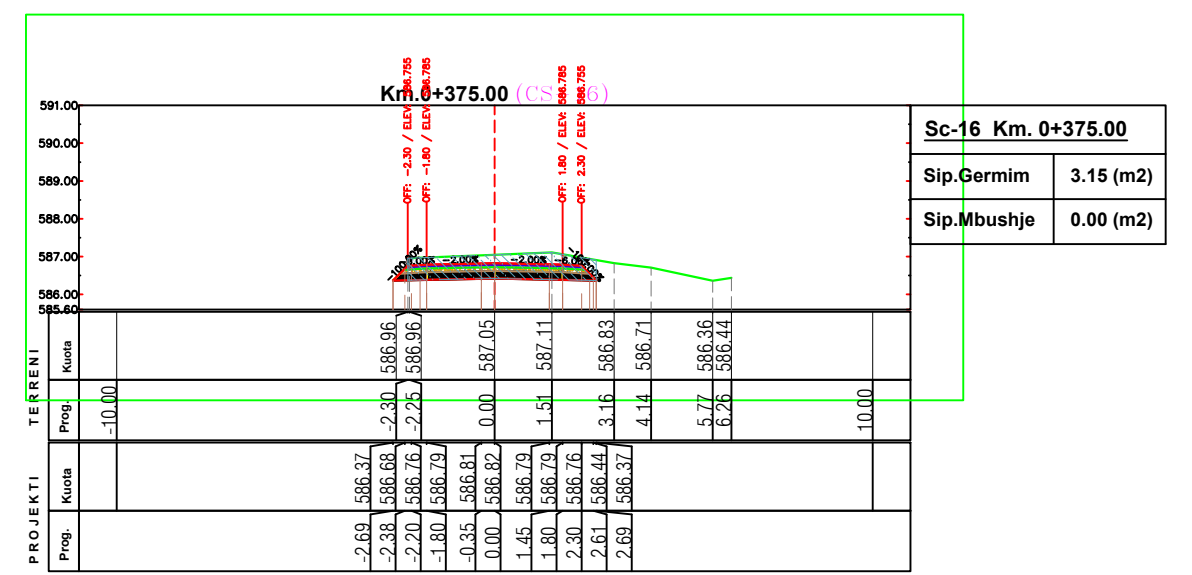 Km.0+375.00 (CS 6)
OFF: -2.30 / ELEV: 586.755
OFF: -1.80 / ELEV: 586.785
OFF: 1.80 / ELEV: 586.785
OFF: 2.30 / ELEV: 586.755
591.00
590.00
589.00
588.00
587.00
586.00
585.60
-100.00%
-2.00%
-2.00%
-6.00%
Sc-16 Km. 0+375.00
Sip.Germim 3.15 (m2)
Sip.Mbushje 0.00 (m2)
TERRENI
Kuota 586.96 586.96 587.05 587.11 586.83 586.71 586.36 586.44
Prog. -10.00 -2.30 -2.25 0.00 1.51 3.16 4.14 5.77 6.26 10.00
PROJEKTI
Kuota 586.37 586.68 586.76 586.79 586.81 586.82 586.79 586.79 586.76 586.44 586.37
Prog. -2.69 -2.38 -2.20 -1.80 -0.35 0.00 1.45 1.80 2.30 2.61 2.69